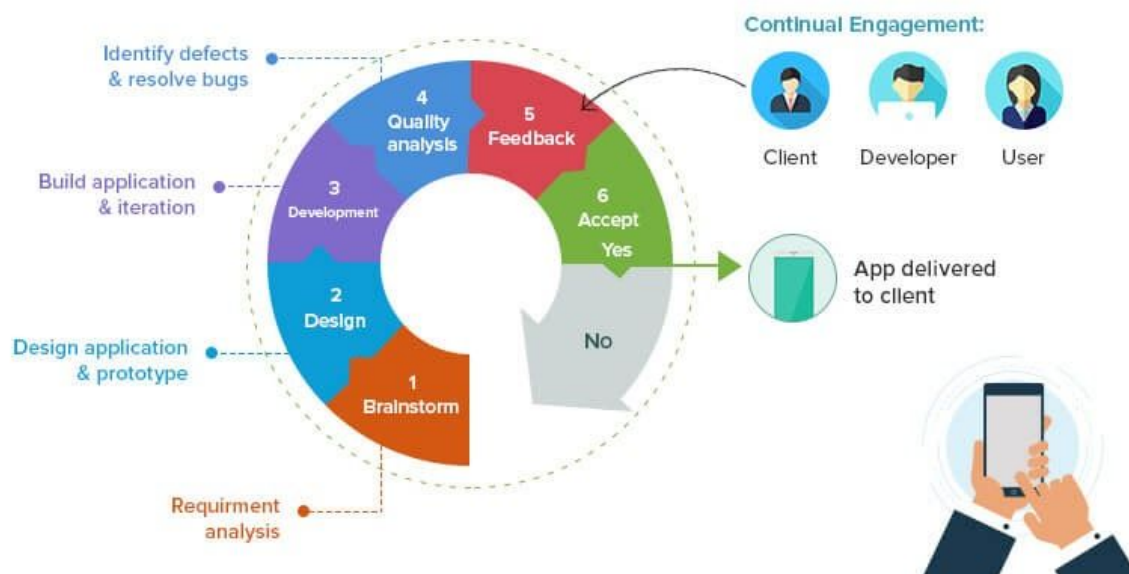 Continual Engagement:
Client
Developer
User
Identify defects
& resolve bugs
4
Quality
analysis
5
Feedback
Build application
& iteration
3
Development
6
Accept
Yes
App delivered
to client
2
Design
No
Design application
& prototype
1
Brainstorm
Requirment
analysis